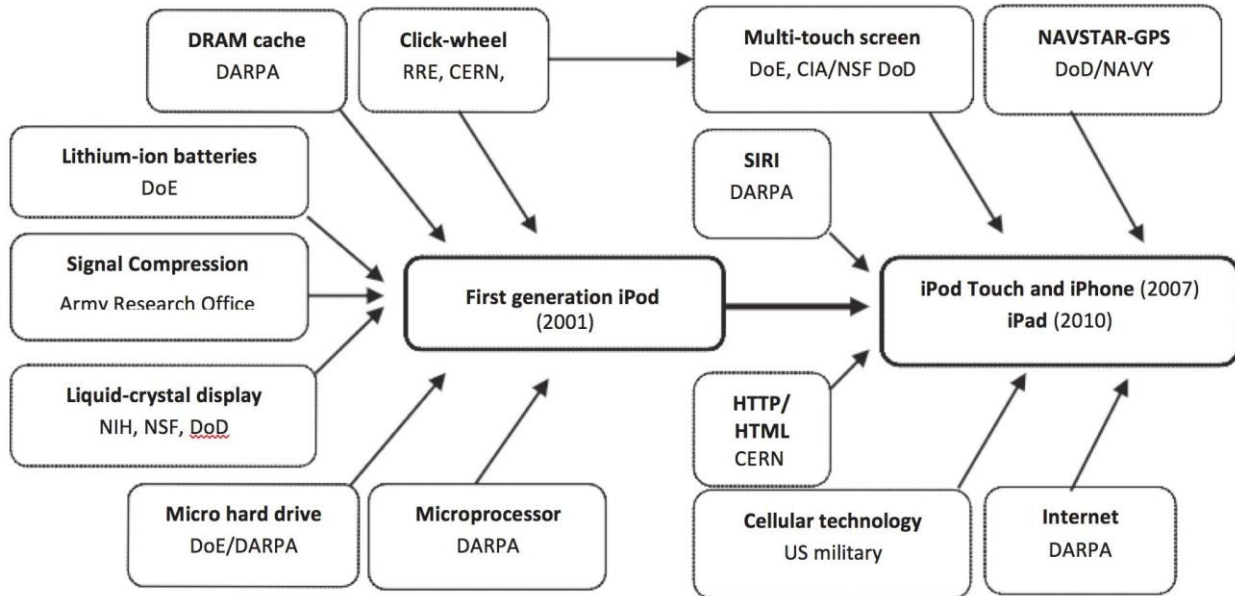 DRAM cache
DARPA
Click-wheel
RRE, CERN,
Multi-touch screen
DoE, CIA/NSF DoD
NAVSTAR-GPS
DoD/NAVY
Lithium-ion batteries
DoE
SIRI
DARPA
Signal Compression
Army Research Office
First generation iPod
(2001)
iPod Touch and iPhone (2007)
iPad (2010)
Liquid-crystal display
NIH, NSF, DoD
HTTP/
HTML
CERN
Micro hard drive
DoE/DARPA
Microprocessor
DARPA
Cellular technology
US military
Internet
DARPA